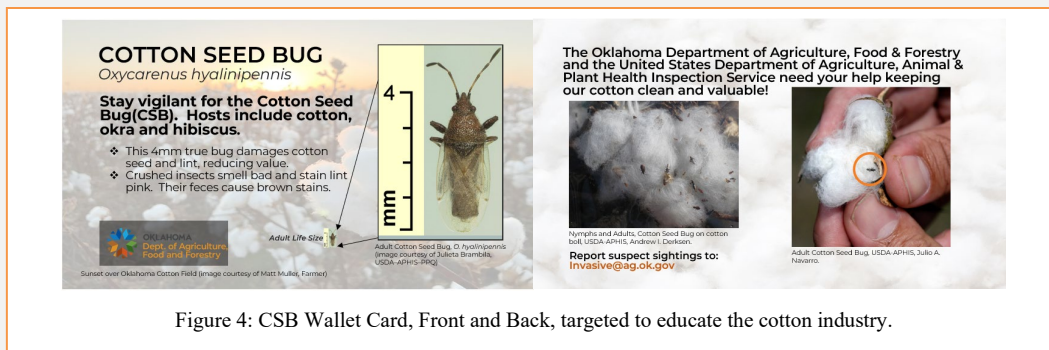 COTTON SEED BUG
Oxycarenus hyalinipennis
Stay vigilant for the Cotton Seed
Bug(CSB). Hosts include cotton,
okra and hibiscus.
❖ This 4mm true bug damages cotton
seed and lint, reducing value.
❖ Crushed insects smell bad and stain lint
pink. Their feces cause brown stains.
OKLAHOMA
Dept. of Agriculture,
Food and Forestry
Sunset over Oklahoma Cotton Field (image courtesy of Matt Muller, Farmer)
Adult Life Size
4
mm
Adult Cotton Seed Bug, O. hyalinipennis
(image courtesy of Julieta Brambila,
USDA-APHIS-PPQ)
The Oklahoma Department of Agriculture, Food & Forestry
and the United States Department of Agriculture, Animal &
Plant Health Inspection Service need your help keeping
our cotton clean and valuable!
Nymphs and Adults, Cotton Seed Bug on cotton
boll, USDA-APHIS, Andrew I. Derksen.
Report suspect sightings to:
Invasive@ag.ok.gov
Adult Cotton Seed Bug, USDA-APHIS, Julio A.
Navarro.
Figure 4: CSB Wallet Card, Front and Back, targeted to educate the cotton industry.